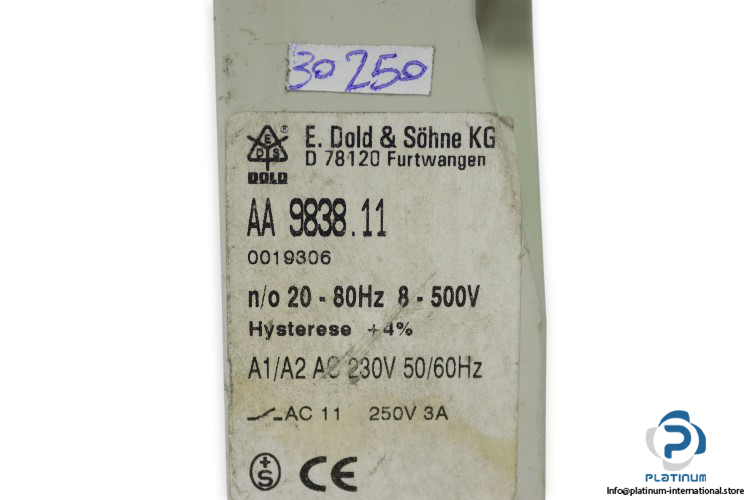 30250
E. Dold & Söhne KG
D 78120 Furtwangen
E
D S
®
DOLD
AA 9838.11
0019306
n/o 20 - 80Hz 8 - 500V
Hysterese +4%
A1/A2 AC 230V 50/60Hz
AC 11 250V 3A
+S CE
PLATINUM
INTERNATIONAL
Info@platinum-international.store